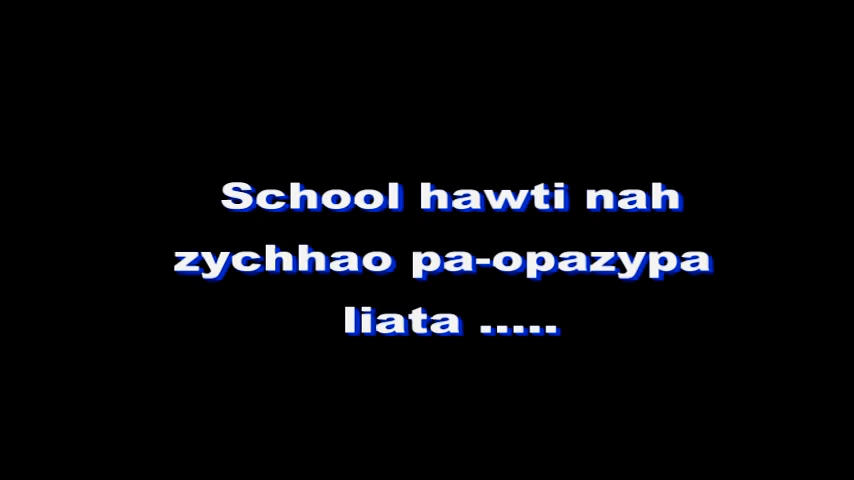 School hawti nah
zychhao pa-opazypa
liata .....